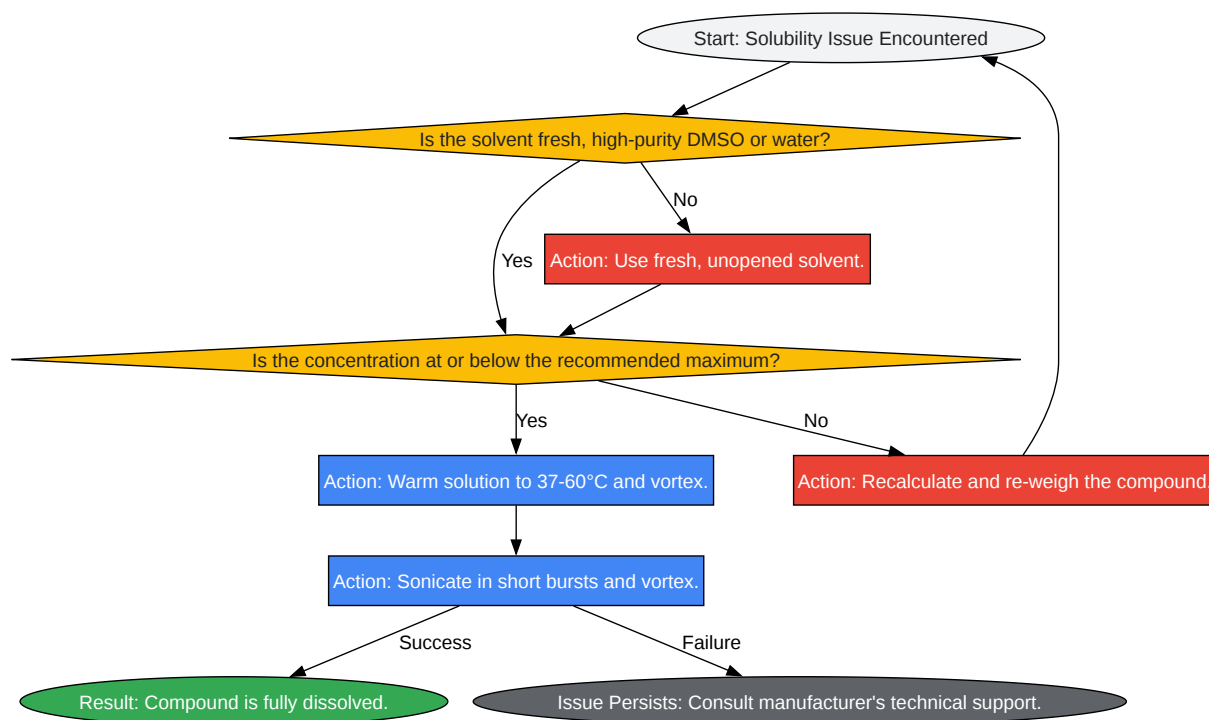 Start: Solubility Issue Encountered
Is the solvent fresh, high-purity DMSO or water?
No
Yes
Action: Use fresh, unopened solvent.
Is the concentration at or below the recommended maximum?
Yes
No
Action: Warm solution to 37-60°C and vortex.
Action: Recalculate and re-weigh the compound.
Action: Sonicate in short bursts and vortex.
Success
Failure
Result: Compound is fully dissolved.
Issue Persists: Consult manufacturer's technical support.